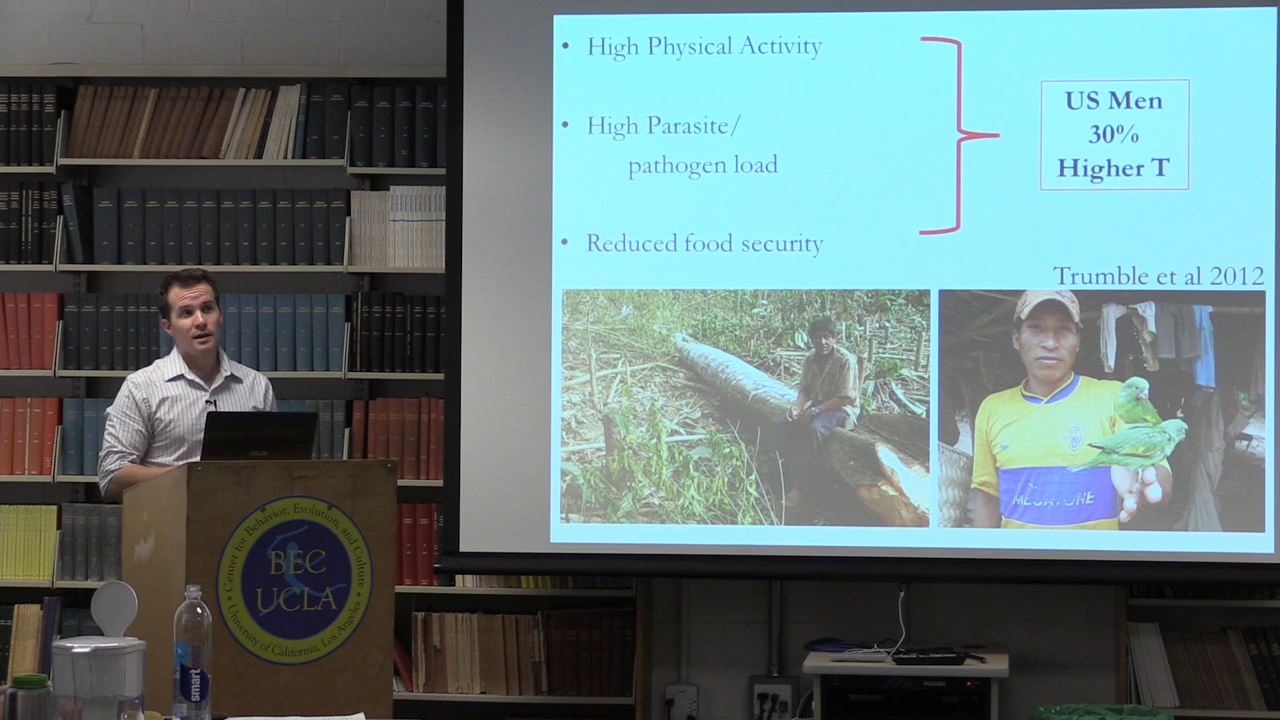 • High Physical Activity
• High Parasite/
pathogen load
• Reduced food security
US Men
30%
Higher T
Trumble et al 2012
Center for Behavior, Evolution, and Culture
BEC
UCLA
University of California, Los Angeles
smart